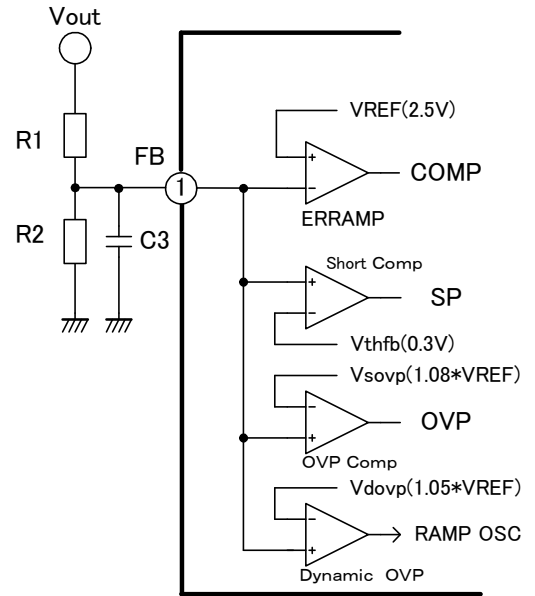 Vout
R1
R2
C3
FB
1
VREF(2.5V)
+
−
COMP
ERRAMP
Short Comp
+
−
SP
Vthfb(0.3V)
Vsovp(1.08*VREF)
−
+
OVP
OVP Comp
Vdovp(1.05*VREF)
−
+
RAMP OSC
Dynamic OVP